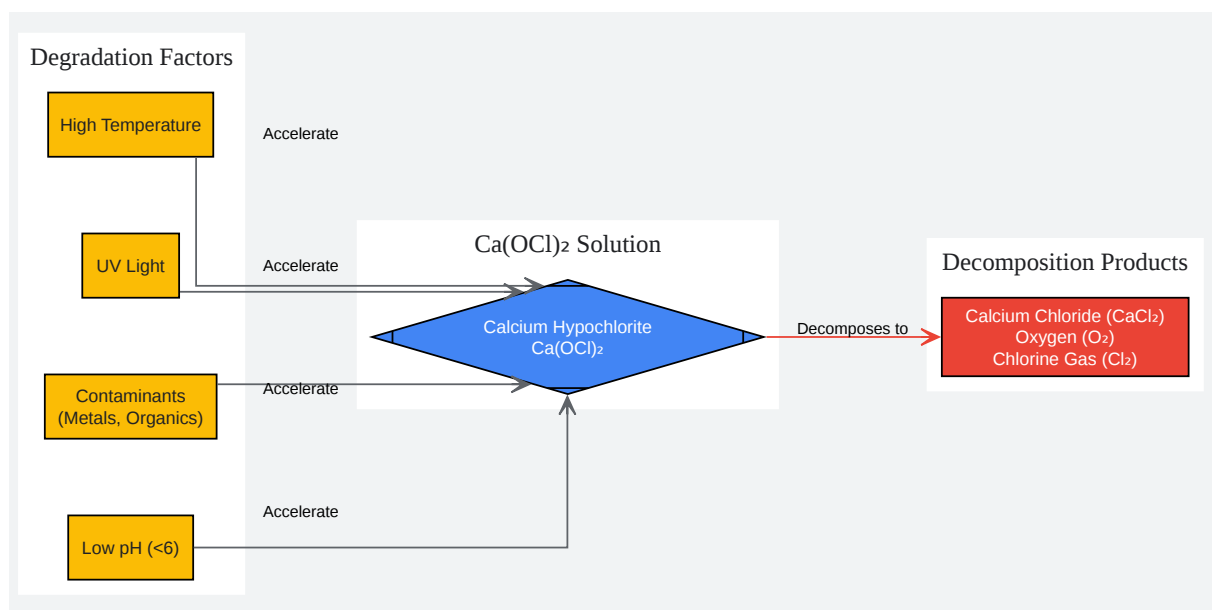 Degradation Factors
High Temperature
Accelerate
UV Light
Accelerate
Contaminants
(Metals, Organics)
Accelerate
Low pH (<6)
Accelerate
Ca(OCl)₂ Solution
Calcium Hypochlorite
Ca(OCl)₂
Decomposes to
Decomposition Products
Calcium Chloride (CaCl₂)
Oxygen (O₂)
Chlorine Gas (Cl₂)